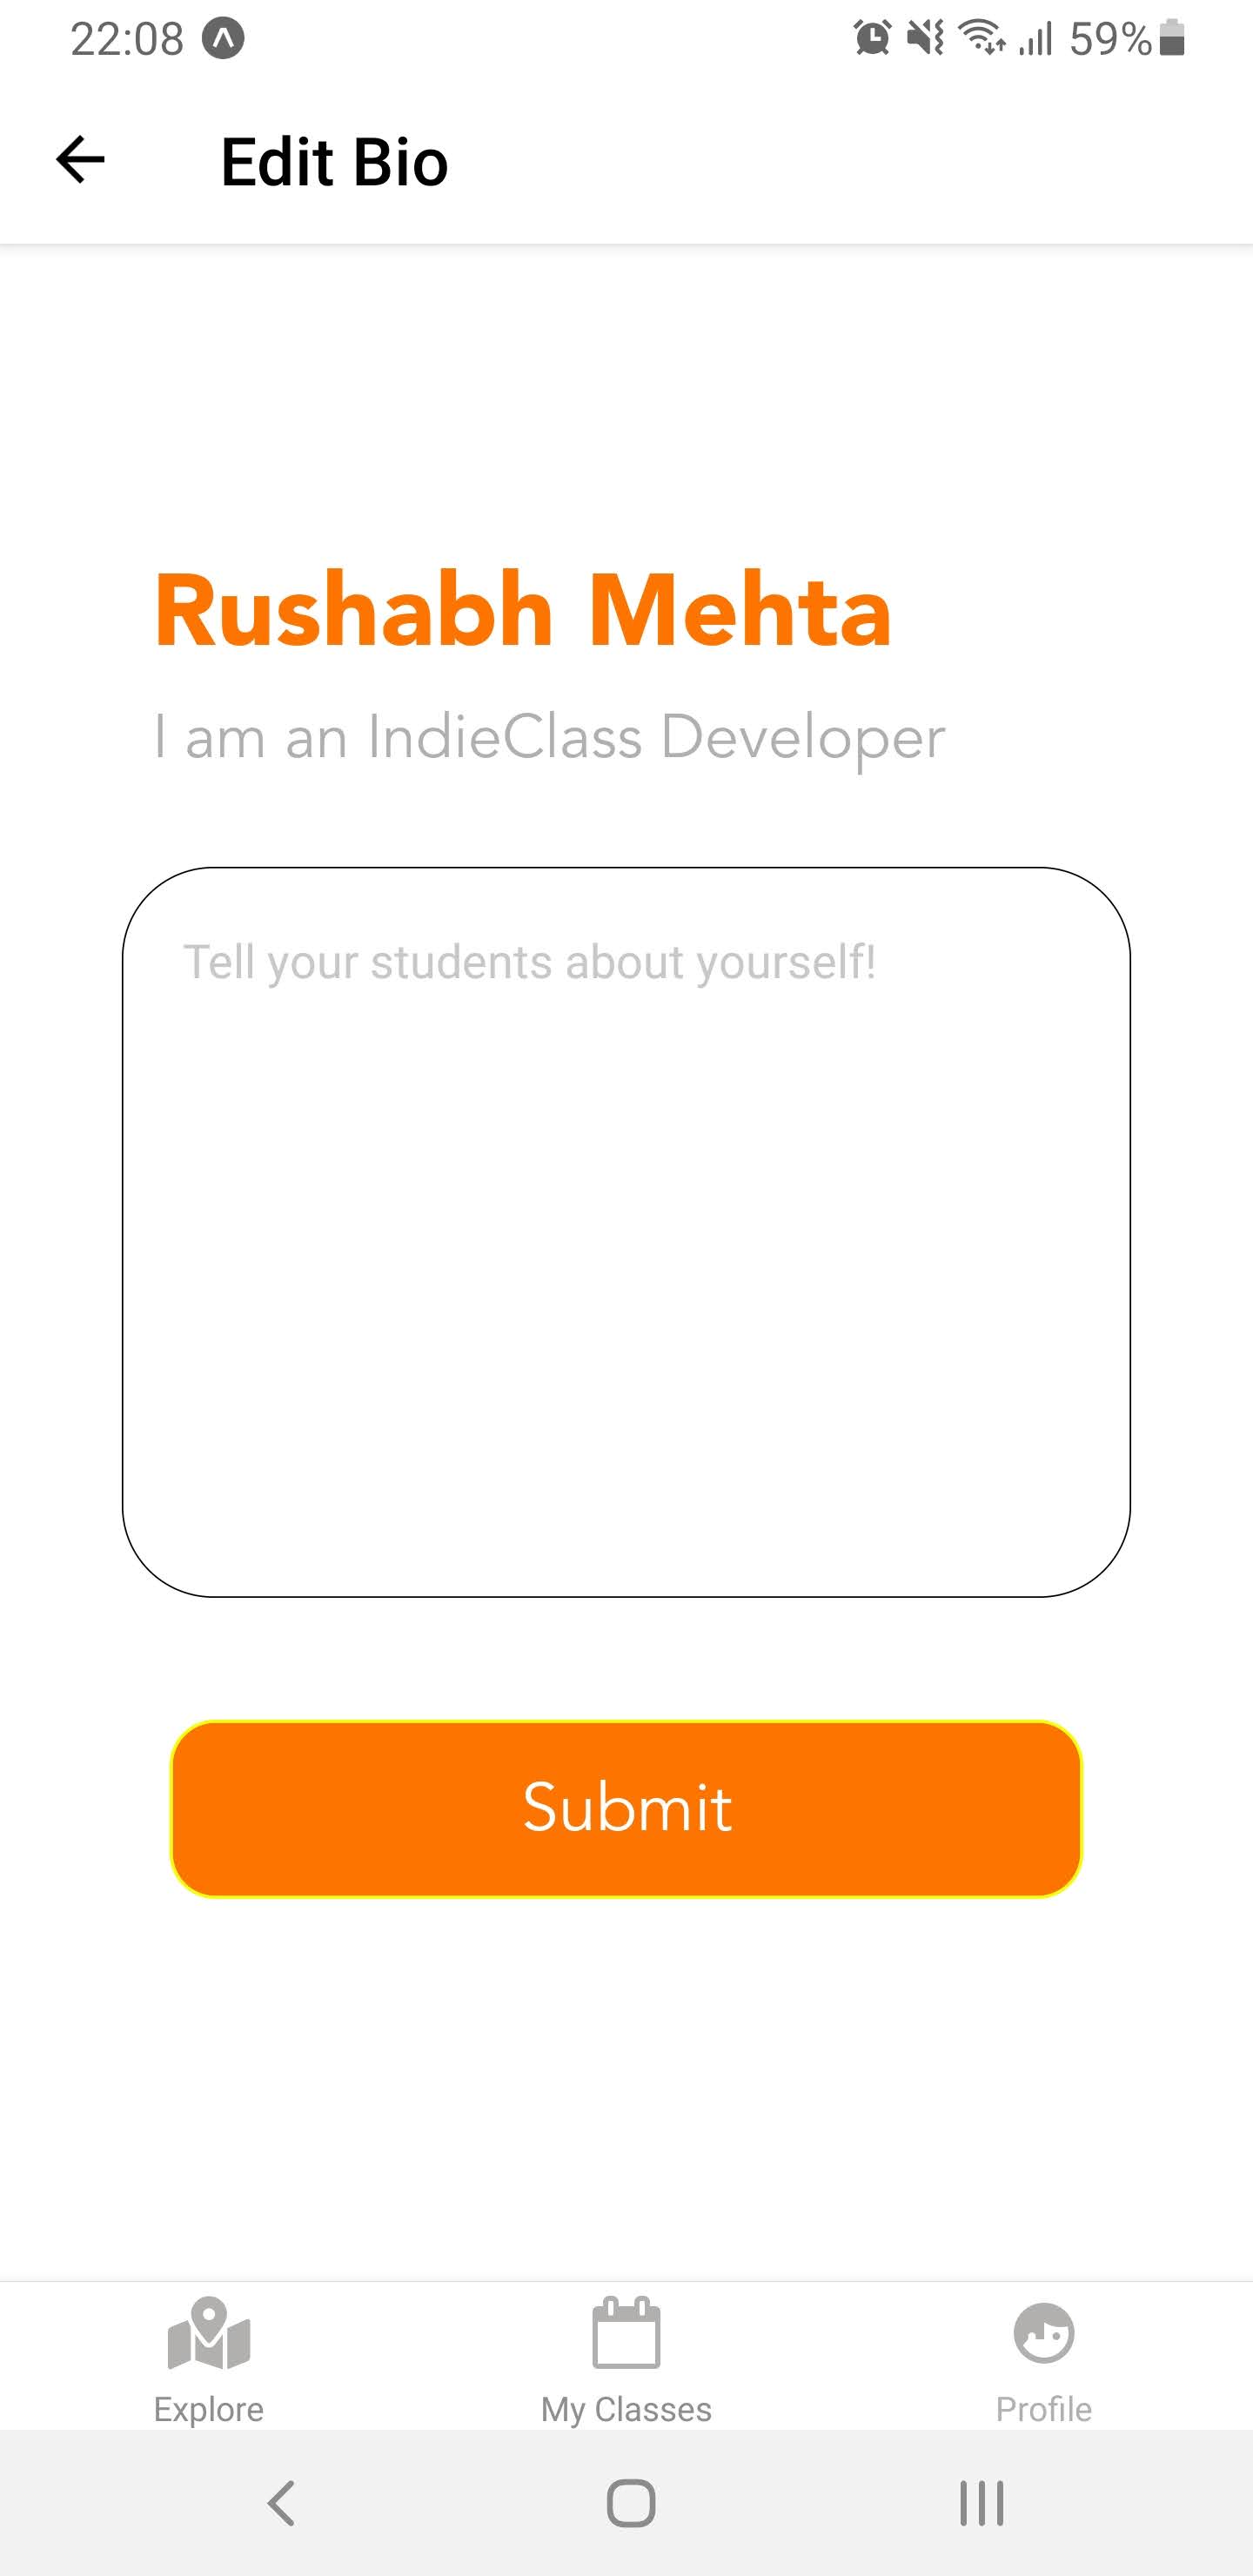 22:08 59%
Edit Bio
Rushabh Mehta
I am an IndieClass Developer
Tell your students about yourself!
Submit
Explore My Classes Profile